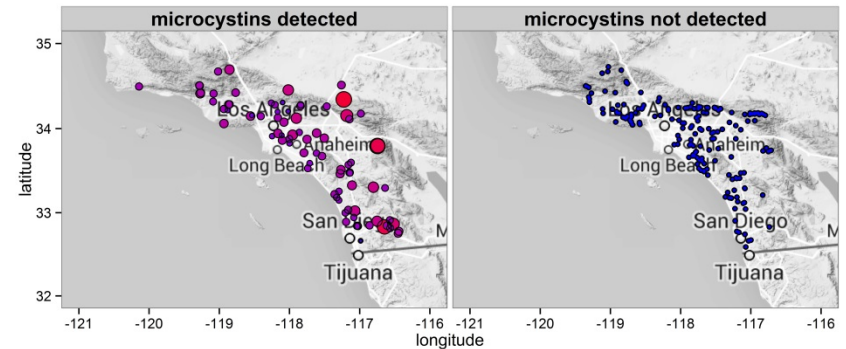 microcystins detected
microcystins not detected
latitude
35
34
33
32
Los Angeles
Anaheim
Long Beach
San Diego
Tijuana
M
Los Angeles
Anaheim
Long Beach
San Diego
Tijuana
M
-121 -120 -119 -118 -117 -116
-121 -120 -119 -118 -117 -116
longitude